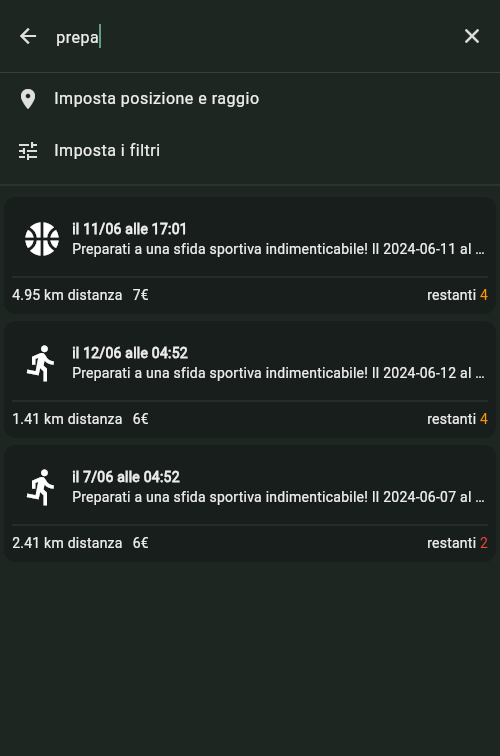 prepa
Imposta posizione e raggio
Imposta i filtri
il 11/06 alle 17:01
Preparati a una sfida sportiva indimenticabile! Il 2024-06-11 al ...
4.95 km distanza 7€ restanti 4
il 12/06 alle 04:52
Preparati a una sfida sportiva indimenticabile! Il 2024-06-12 al ...
1.41 km distanza 6€ restanti 4
il 7/06 alle 04:52
Preparati a una sfida sportiva indimenticabile! Il 2024-06-07 al ...
2.41 km distanza 6€ restanti 2